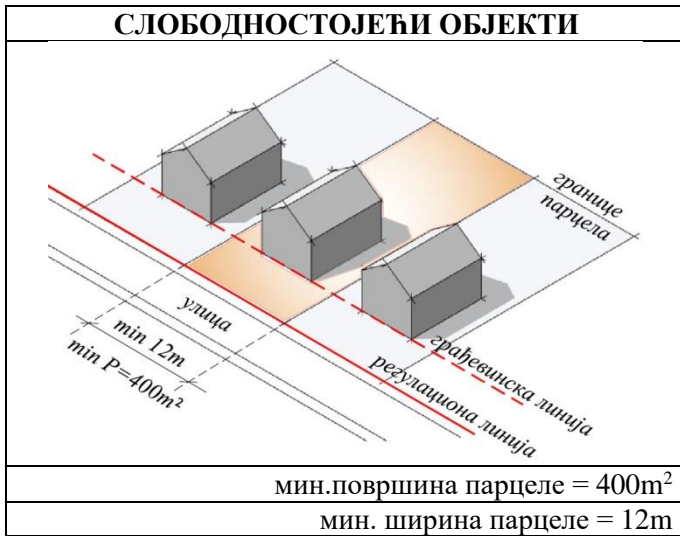 СЛОБОДНОСТОЈЕЋИ ОБЈЕКТИ
границе
парцела
улица
min 12m
min P=400m²
грађевинска линија
регулациона линија
мин.површина парцеле = 400m²
мин. ширина парцеле = 12m